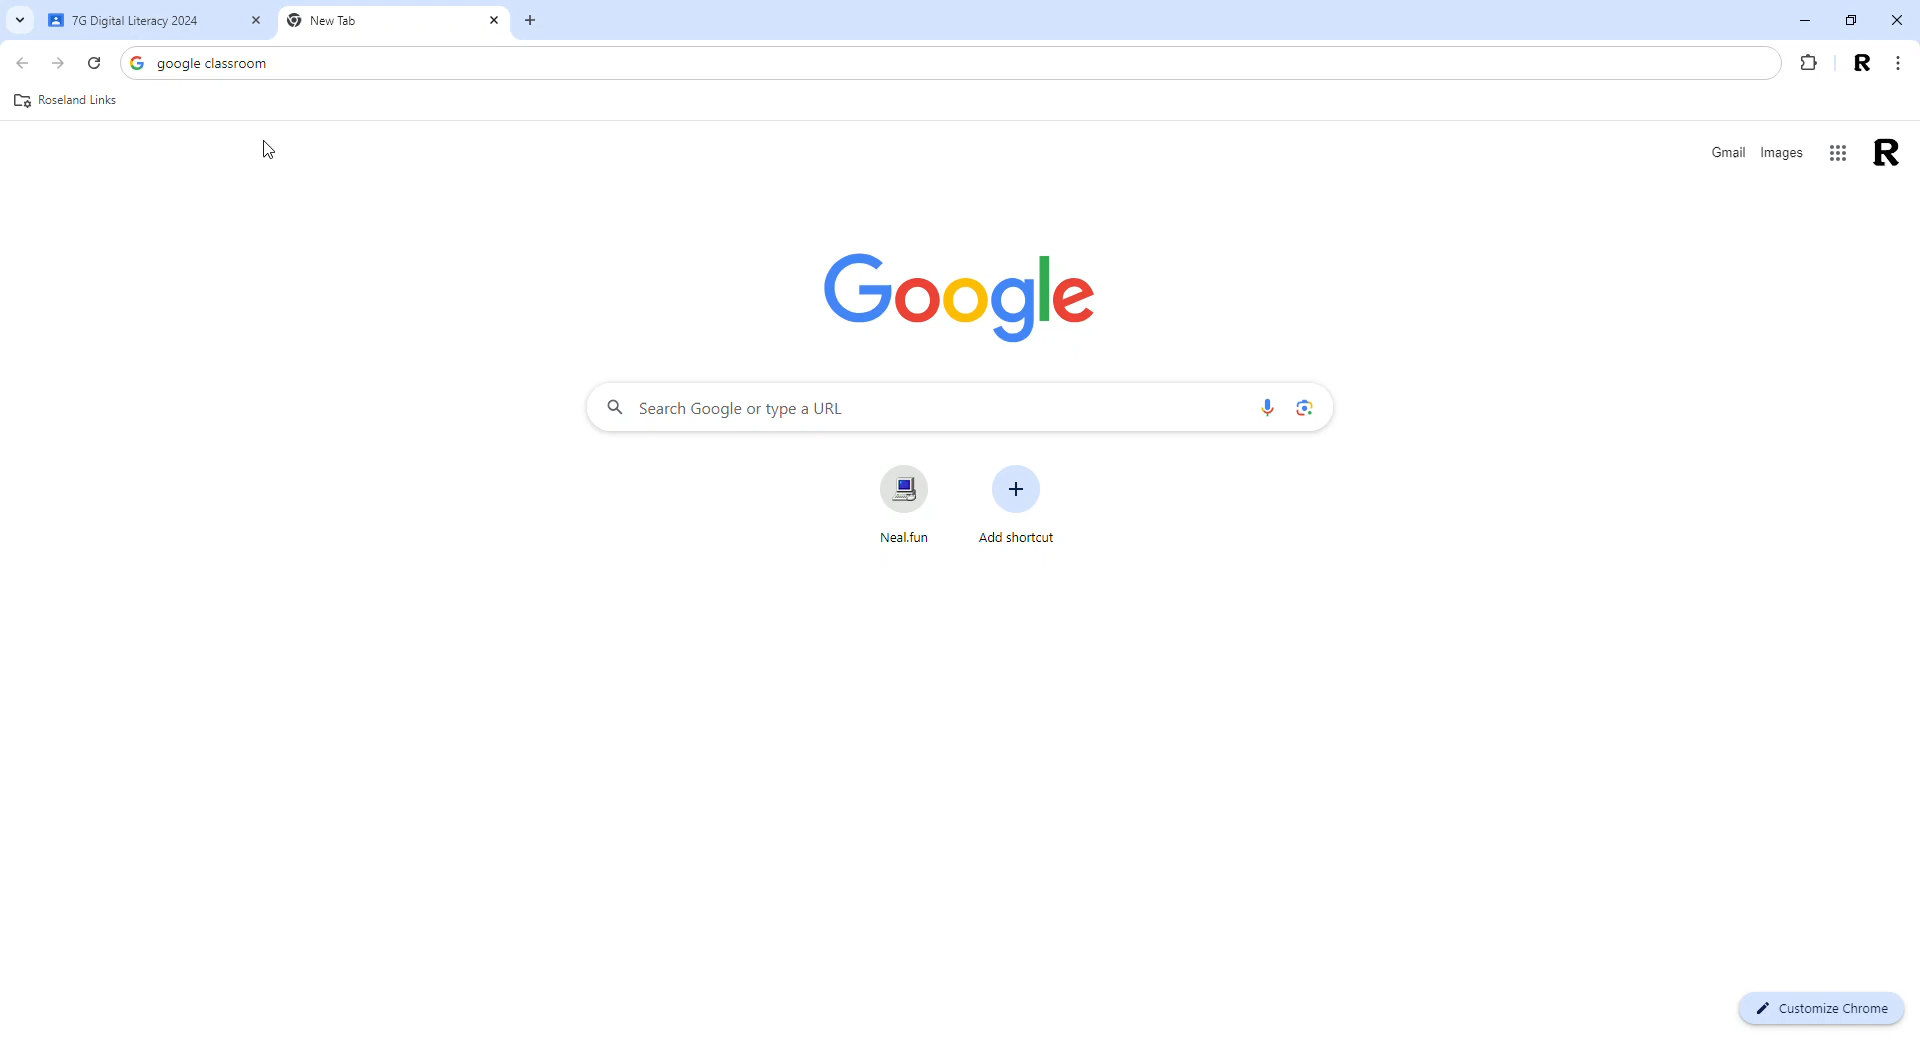 7G Digital Literacy 2024
New Tab
google classroom
Roseland Links
Gmail Images
R
Google
Search Google or type a URL
Neal.fun
Add shortcut
Customize Chrome